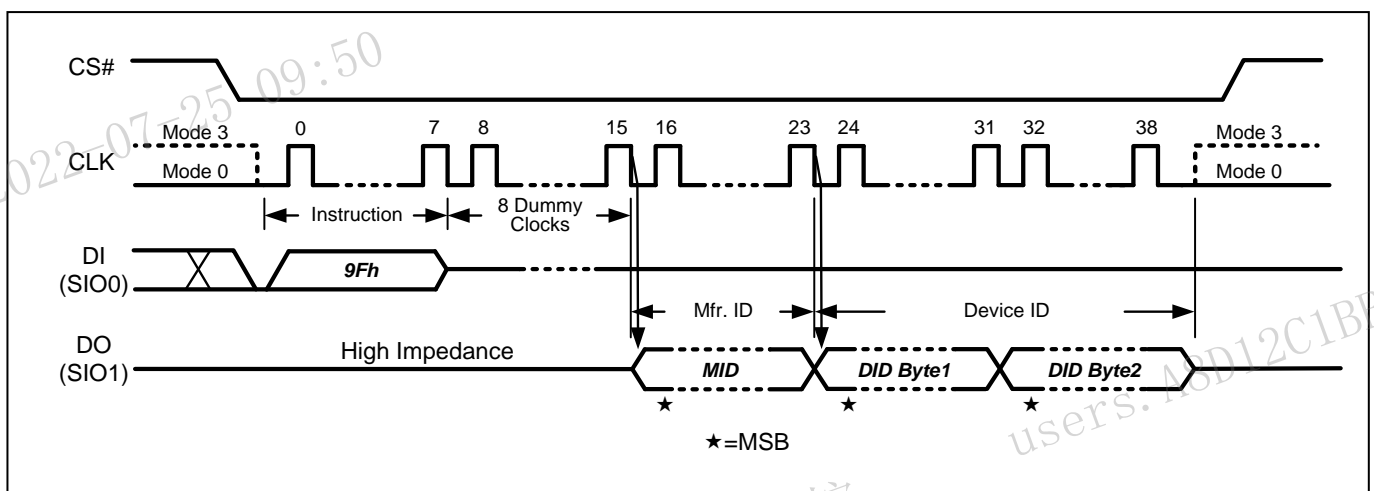 CS#
2022-07-25 09:50
Mode 3 0 7 8 15 16 23 24 31 32 38 Mode 3
CLK
Mode 0 Mode 0
Instruction 8 Dummy Clocks
DI
(SIO0)
9Fh
Mfr. ID Device ID
DO
(SIO1)
High Impedance MID DID Byte1 DID Byte2
★ ★ ★
★=MSB